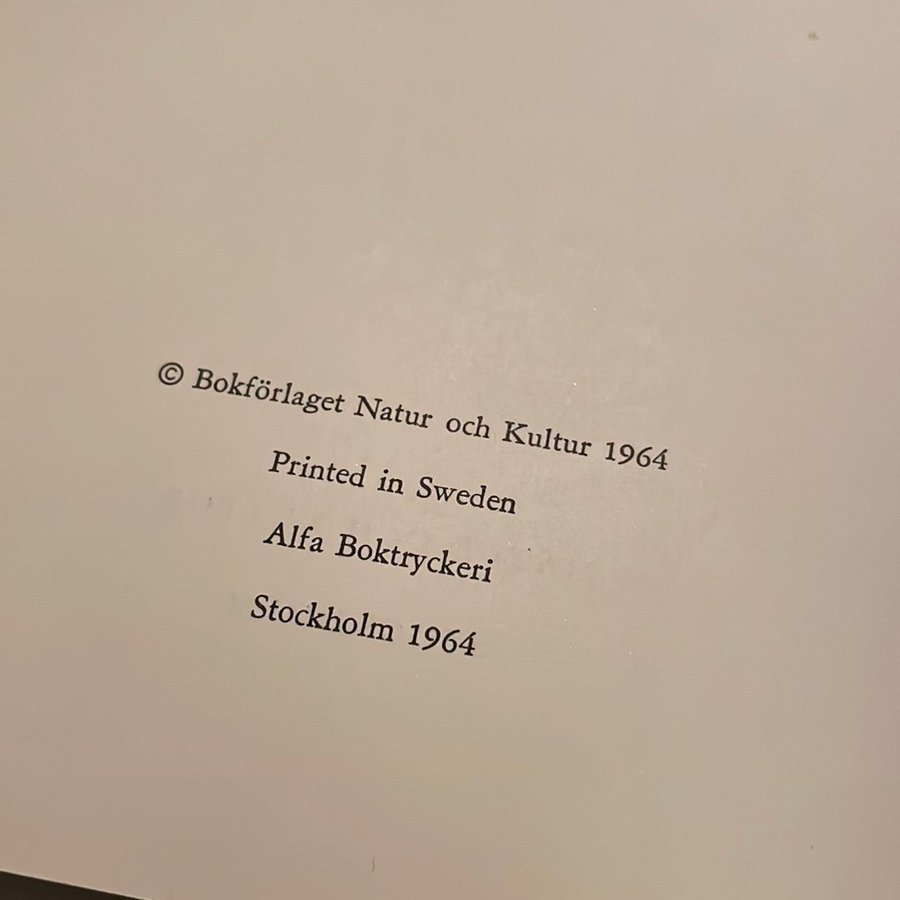 © Bokförlaget Natur och Kultur 1964
Printed in Sweden
Alfa Boktryckeri
Stockholm 1964